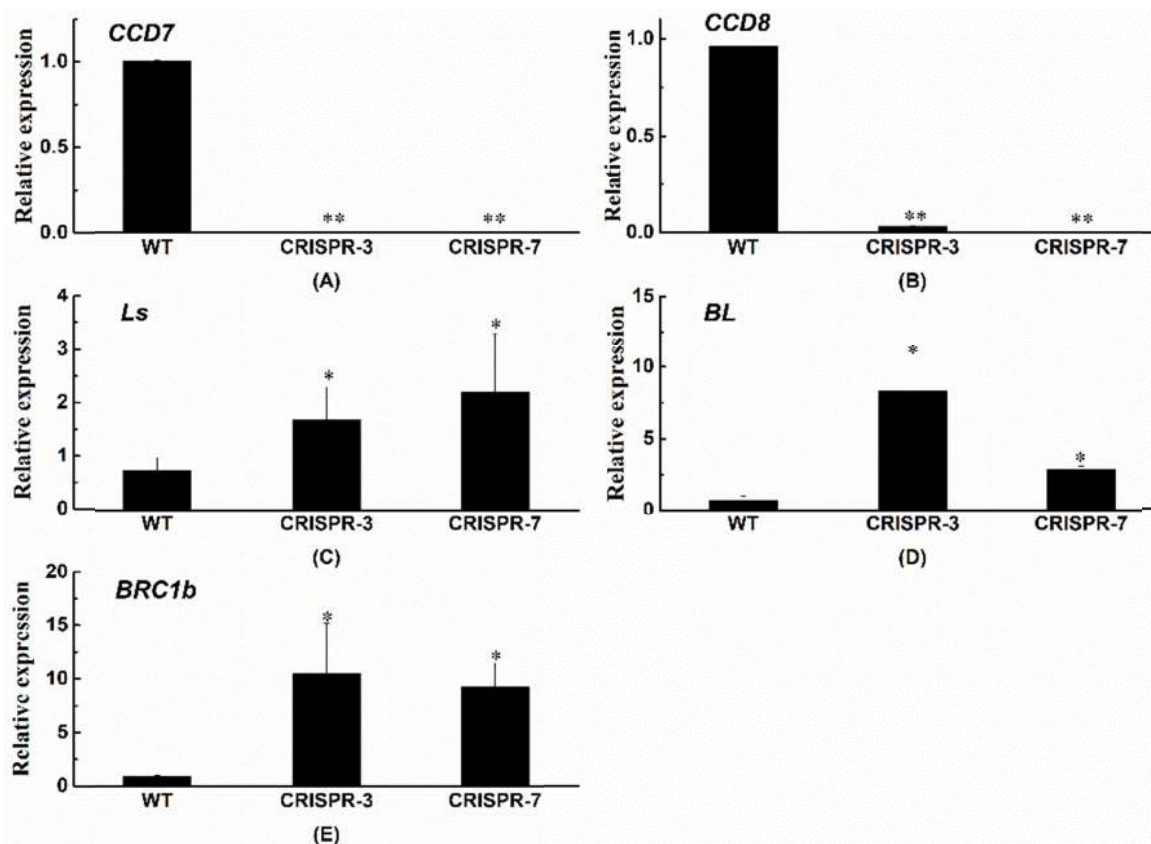 CCD7
Relative expression
1.0
0.5
0.0
** **
WT CRISPR-3 CRISPR-7
(A)
CCD8
Relative expression
1.0
0.5
0.0
** **
WT CRISPR-3 CRISPR-7
(B)
Ls
Relative expression
4
3
2
1
0
* *
WT CRISPR-3 CRISPR-7
(C)
BL
Relative expression
15
10
5
0
* *
WT CRISPR-3 CRISPR-7
(D)
BRC1b
Relative expression
20
15
10
5
0
* *
WT CRISPR-3 CRISPR-7
(E)